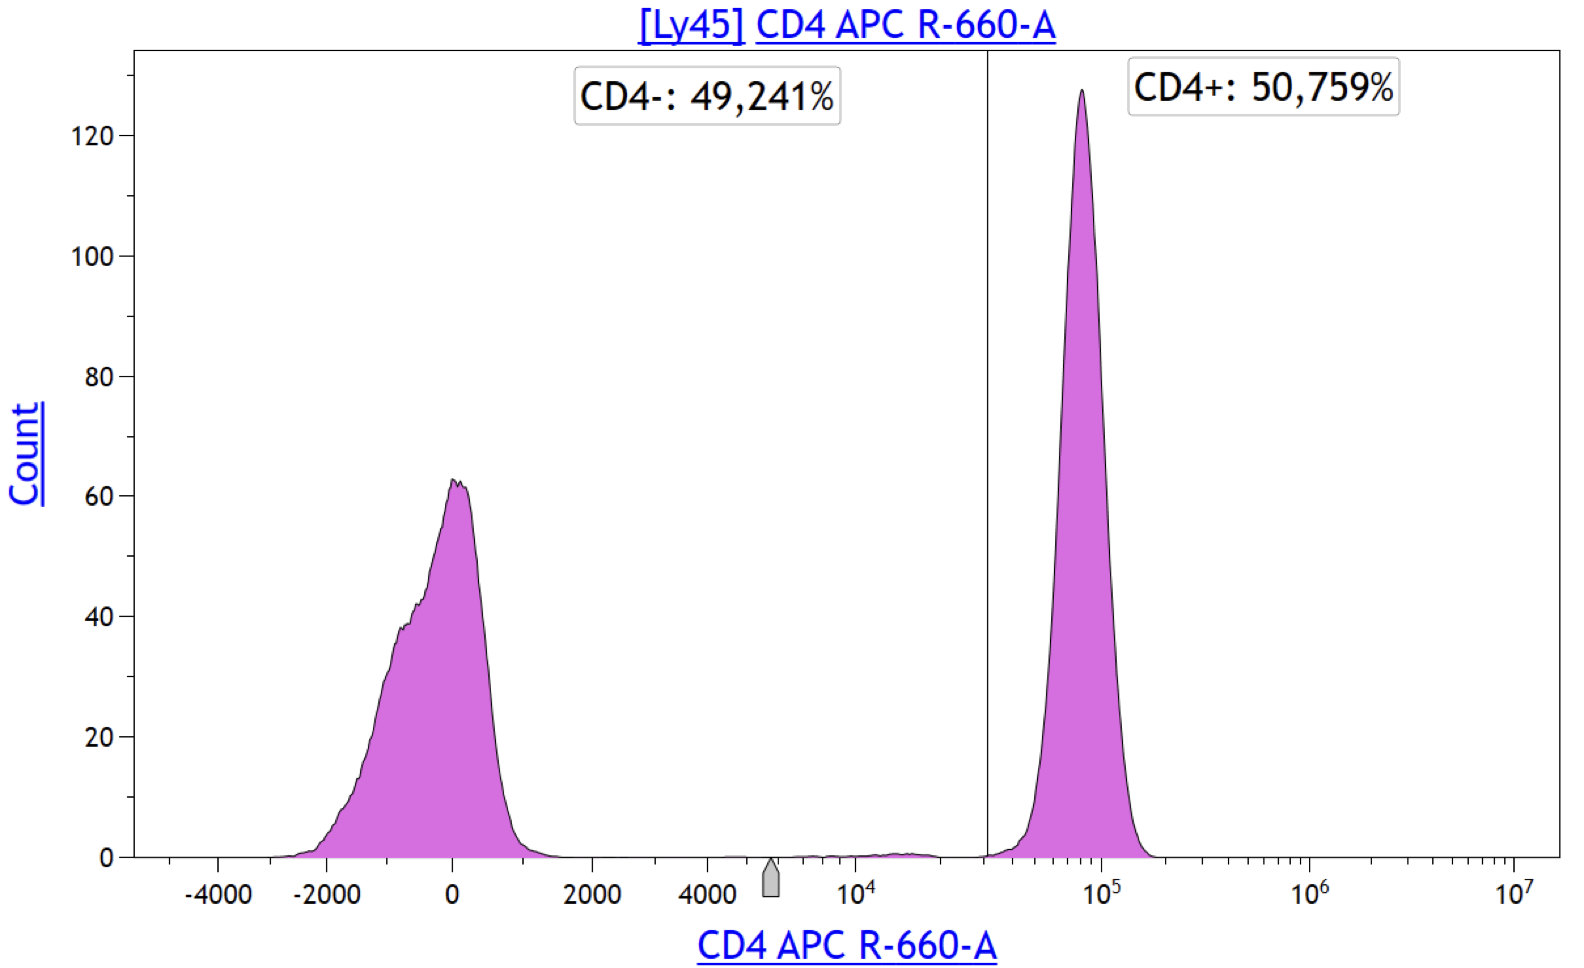 [Ly45] CD4 APC R-660-A
CD4-: 49,241%
CD4+: 50,759%
120
100
80
60
40
20
0
Count
-4000 -2000 0 2000 4000 10⁴ 10⁵ 10⁶ 10⁷
CD4 APC R-660-A